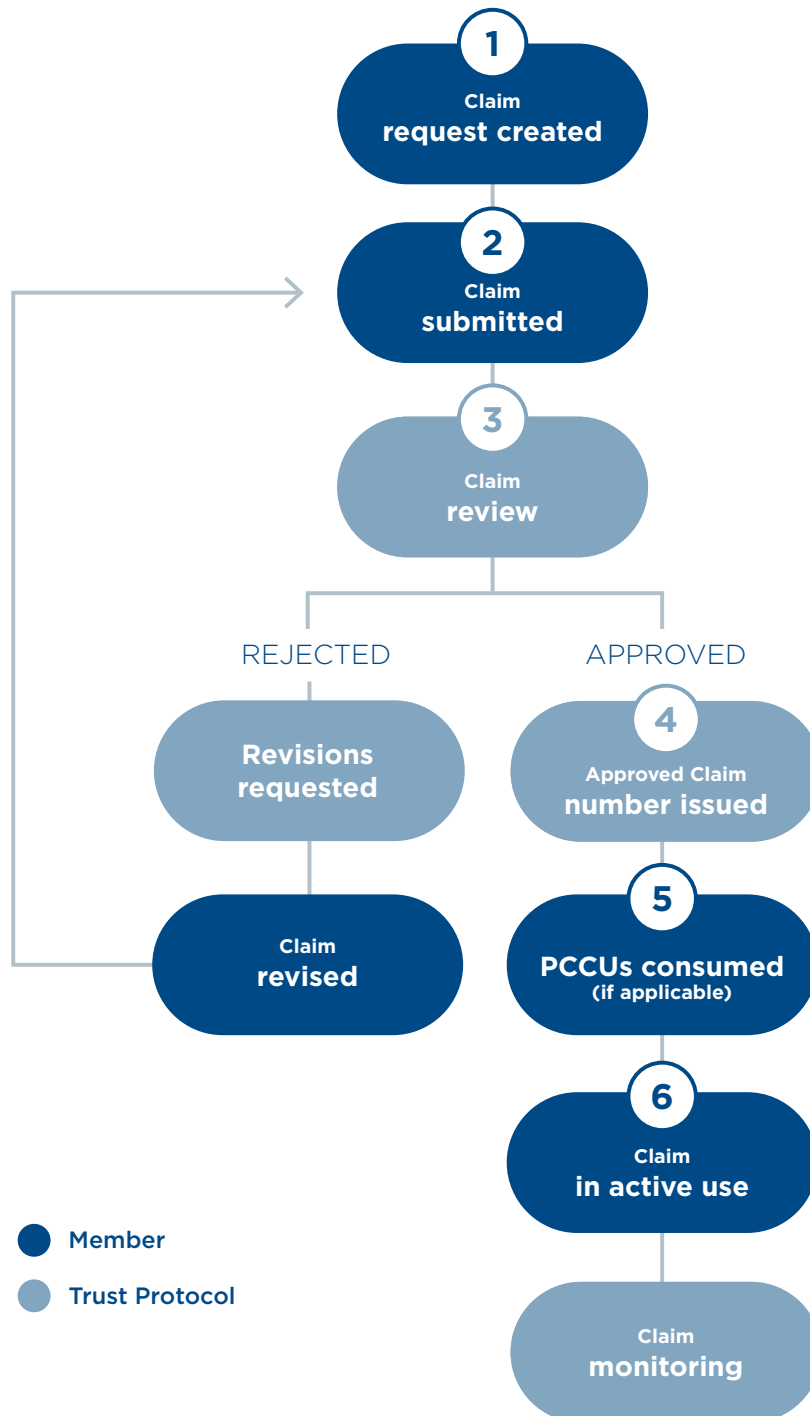 1
Claim
request created
2
Claim
submitted
3
Claim
review
REJECTED
APPROVED
Revisions
requested
4
Approved Claim
number issued
Claim
revised
5
PCCUs consumed
(if applicable)
6
Claim
in active use
Member
Trust Protocol
Claim
monitoring